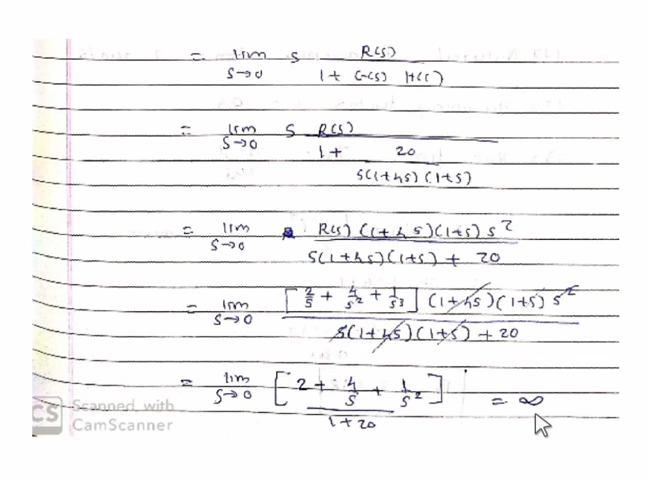 = lim S→0 S R(S) / 1 + G(S) H(S)
= lim S→0 S R(S) / 1 + 20 / S(1+4S)(1+S)
= lim S→0 R(S) (1+4S)(1+S) S² / S(1+4S)(1+S) + 20
= lim S→0 [2/S + 4/S² + 1/S³] (1+4S)(1+S) S² / S(1+4S)(1+S) + 20
= lim S→0 [2 + 4/S + 1/S²] / 1+20 = ∞
CS Scanned with
CamScanner